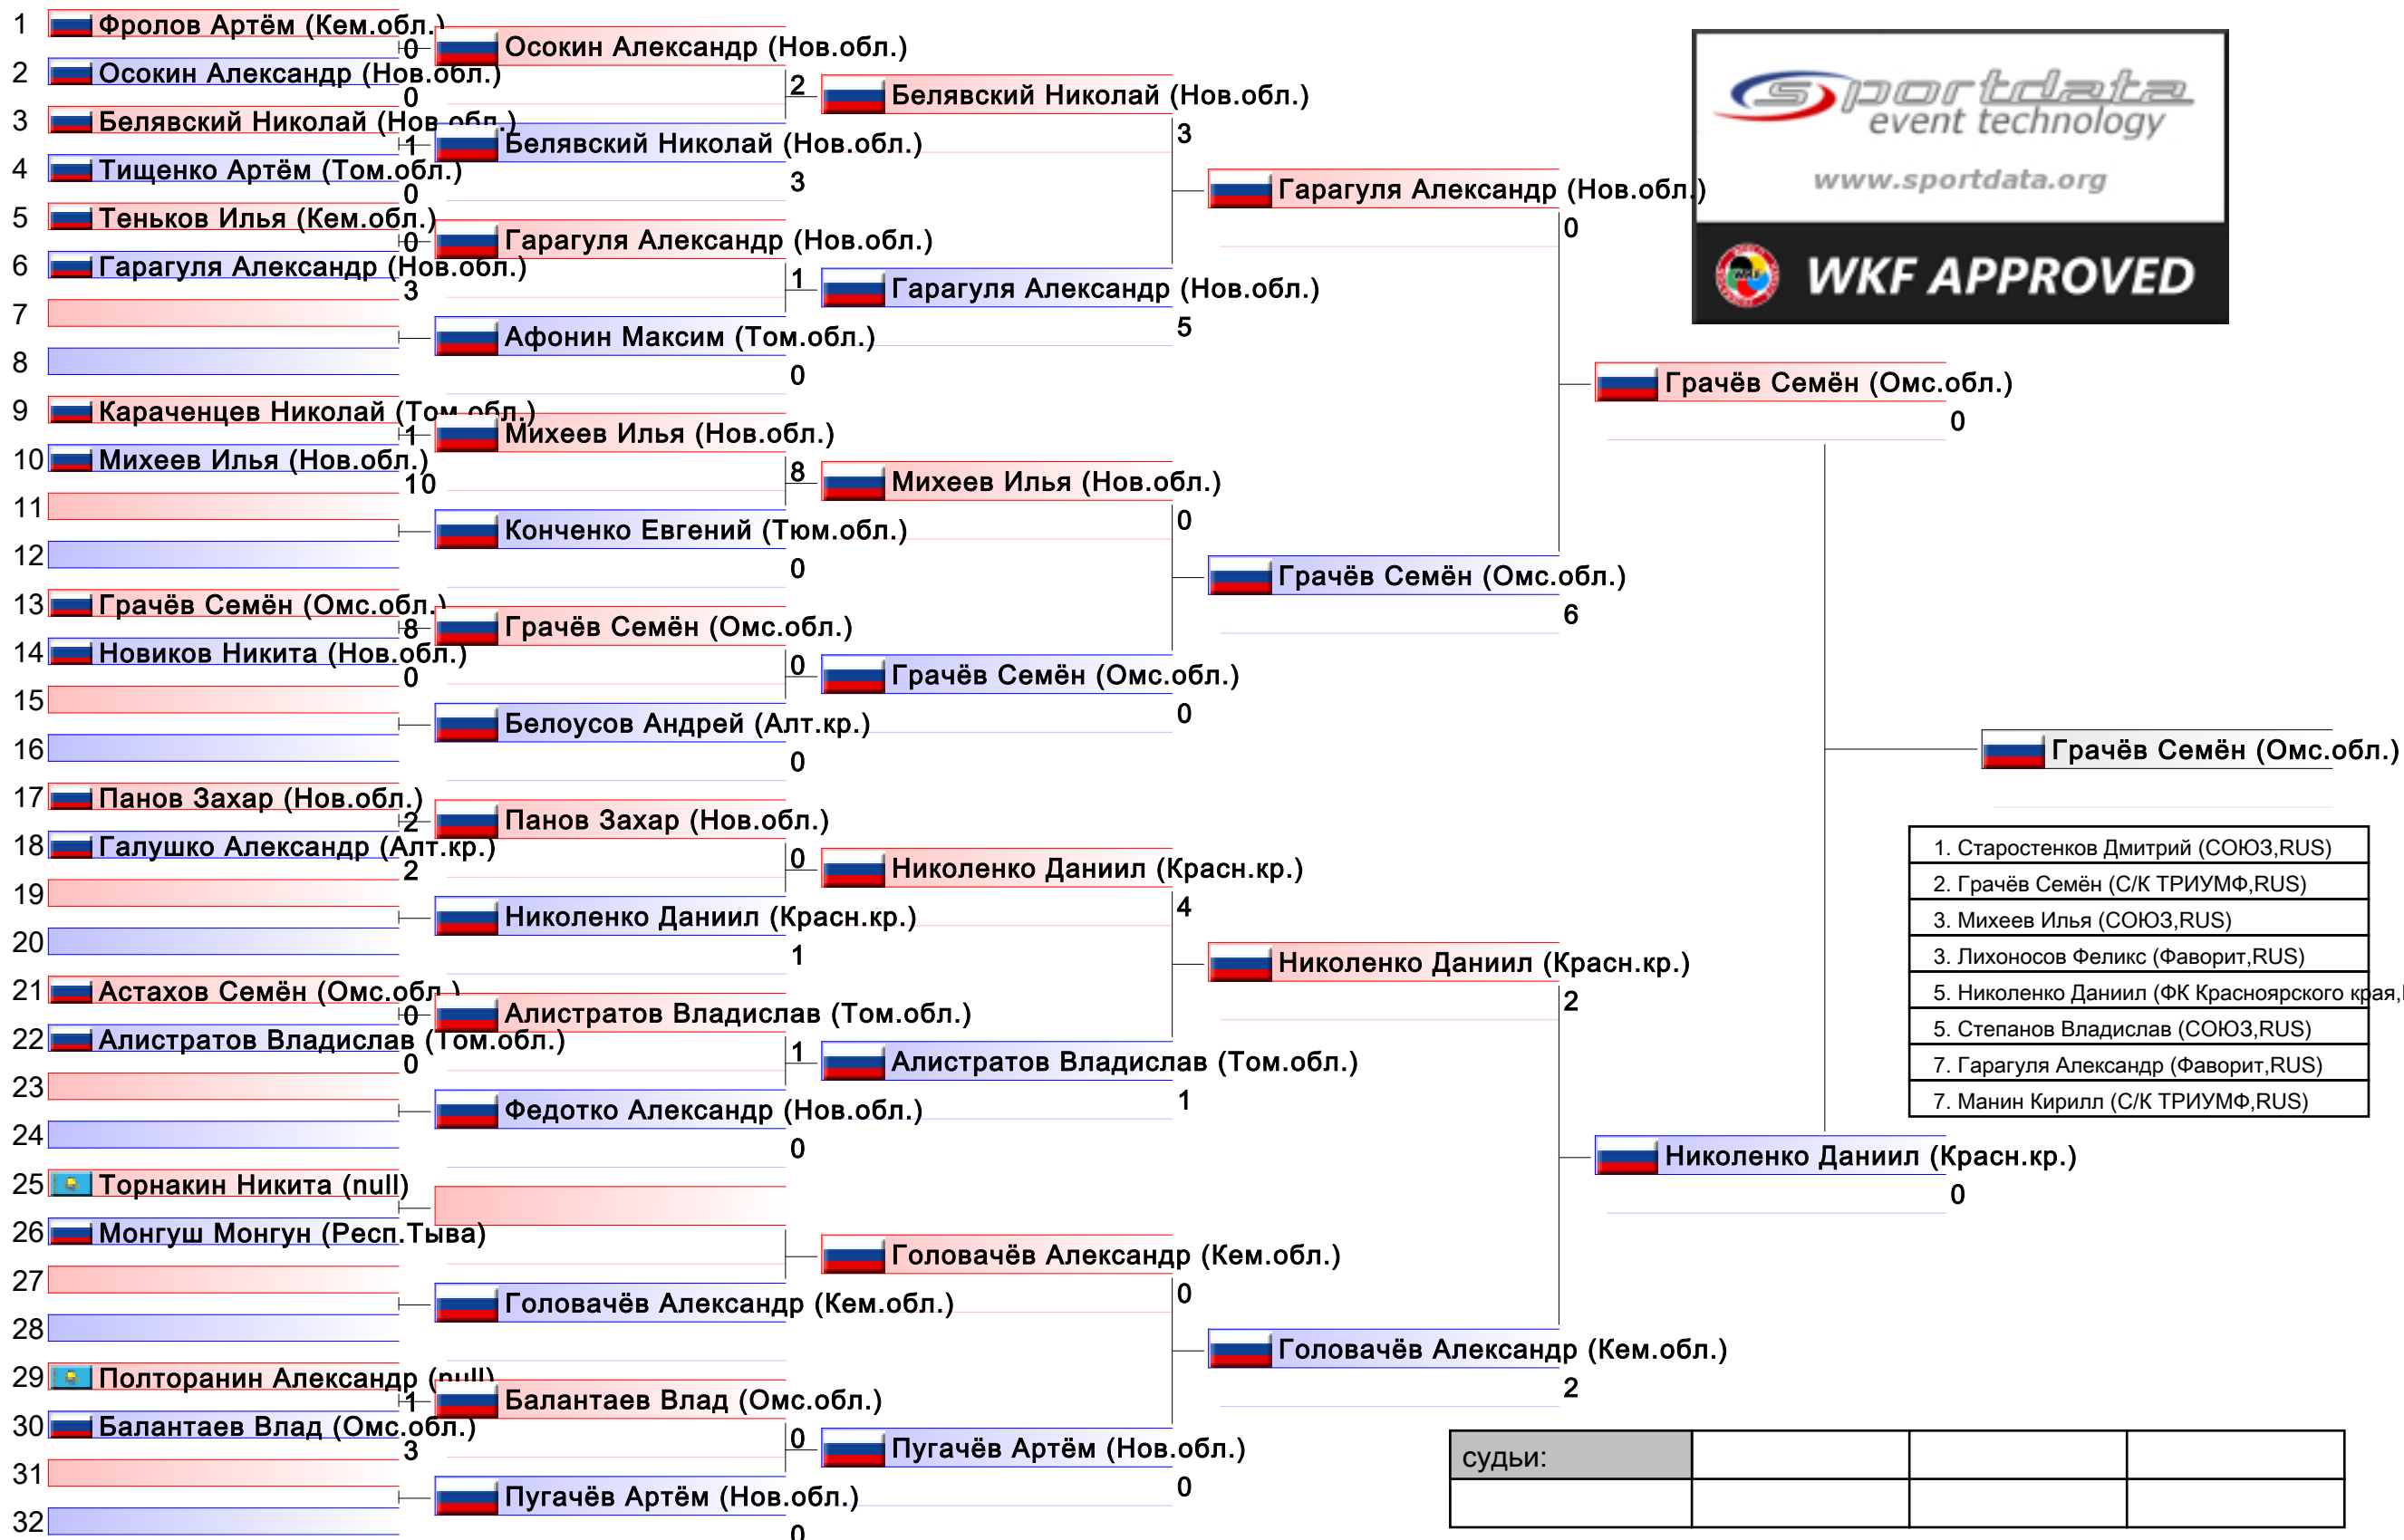 1 Фролов Артём (Кем.обл.)
0
2 Осокин Александр (Нов.обл.)
0
3 Белявский Николай (Нов.обл.)
1
4 Тищенко Артём (Том.обл.)
0
5 Теньков Илья (Кем.обл.)
0
6 Гарагуля Александр (Нов.обл.)
3
7
8
9 Караченцев Николай (Том.обл.)
1
10 Михеев Илья (Нов.обл.)
10
11
12
13 Грачёв Семён (Омс.обл.)
8
14 Новиков Никита (Нов.обл.)
0
15
16
17 Панов Захар (Нов.обл.)
2
18 Галушко Александр (Алт.кр.)
2
19
20
21 Астахов Семён (Омс.обл.)
0
22 Алистратов Владислав (Том.обл.)
0
23
24
25 Торнакин Никита (null)
26 Монгуш Монгун (Респ.Тыва)
27
28
29 Полторанин Александр (null)
1
30 Балантаев Влад (Омс.обл.)
3
31
32
Осокин Александр (Нов.обл.)
2
Белявский Николай (Нов.обл.)
3
Гарагуля Александр (Нов.обл.)
1
Афонин Максим (Том.обл.)
0
Михеев Илья (Нов.обл.)
8
Конченко Евгений (Тюм.обл.)
0
Грачёв Семён (Омс.обл.)
0
Белоусов Андрей (Алт.кр.)
0
Панов Захар (Нов.обл.)
0
Николенко Даниил (Красн.кр.)
1
Алистратов Владислав (Том.обл.)
1
Федотко Александр (Нов.обл.)
0
Головачёв Александр (Кем.обл.)
Балантаев Влад (Омс.обл.)
0
Пугачёв Артём (Нов.обл.)
0
Белявский Николай (Нов.обл.)
3
Гарагуля Александр (Нов.обл.)
5
Михеев Илья (Нов.обл.)
0
Грачёв Семён (Омс.обл.)
0
Николенко Даниил (Красн.кр.)
4
Алистратов Владислав (Том.обл.)
1
Головачёв Александр (Кем.обл.)
0
Пугачёв Артём (Нов.обл.)
0
Гарагуля Александр (Нов.обл.)
0
Грачёв Семён (Омс.обл.)
6
Николенко Даниил (Красн.кр.)
2
Головачёв Александр (Кем.обл.)
2
Грачёв Семён (Омс.обл.)
0
Николенко Даниил (Красн.кр.)
0
Грачёв Семён (Омс.обл.)
sportdata
event technology
www.sportdata.org
WKF
WKF APPROVED
1. Старостенков Дмитрий (СОЮЗ,RUS)
2. Грачёв Семён (С/К ТРИУМФ,RUS)
3. Михеев Илья (СОЮЗ,RUS)
3. Лихоносов Феликс (Фаворит,RUS)
5. Николенко Даниил (ФК Красноярского края,
5. Степанов Владислав (СОЮЗ,RUS)
7. Гарагуля Александр (Фаворит,RUS)
7. Манин Кирилл (С/К ТРИУМФ,RUS)
судьи: